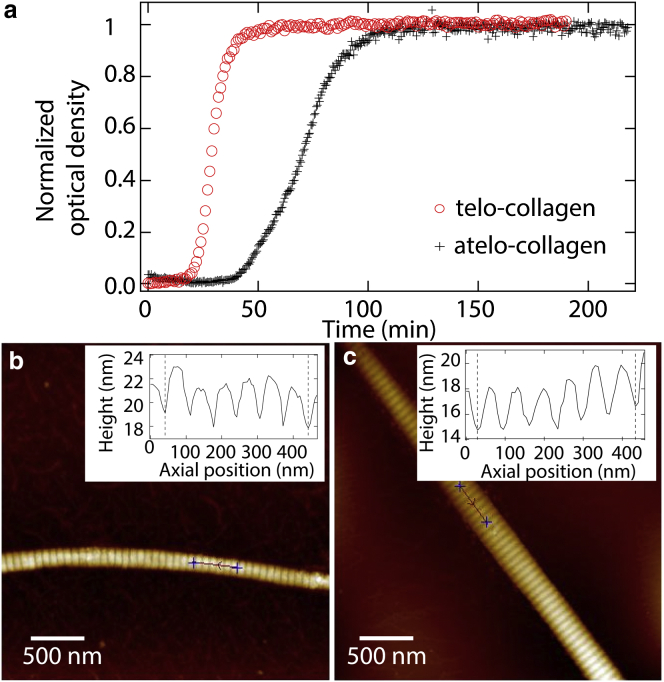 a
Normalized
optical density
1
0.8
0.6
0.4
0.2
0.0
telo-collagen
atelo-collagen
0
50
100
150
200
Time (min)
b
Height (nm)
24
22
20
18
0 100 200 300 400
Axial position (nm)
500 nm
c
Height (nm)
20
18
16
14
0 100 200 300 400
Axial position (nm)
500 nm